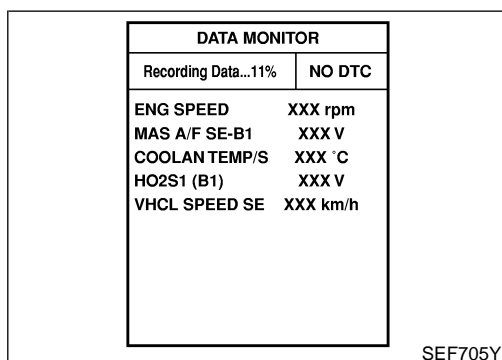 DATA MONITOR
Recording Data...11% NO DTC
ENG SPEED XXX rpm
MAS A/F SE-B1 XXX V
COOLAN TEMP/S XXX °C
HO2S1 (B1) XXX V
VHCL SPEED SE XXX km/h
SEF705Y